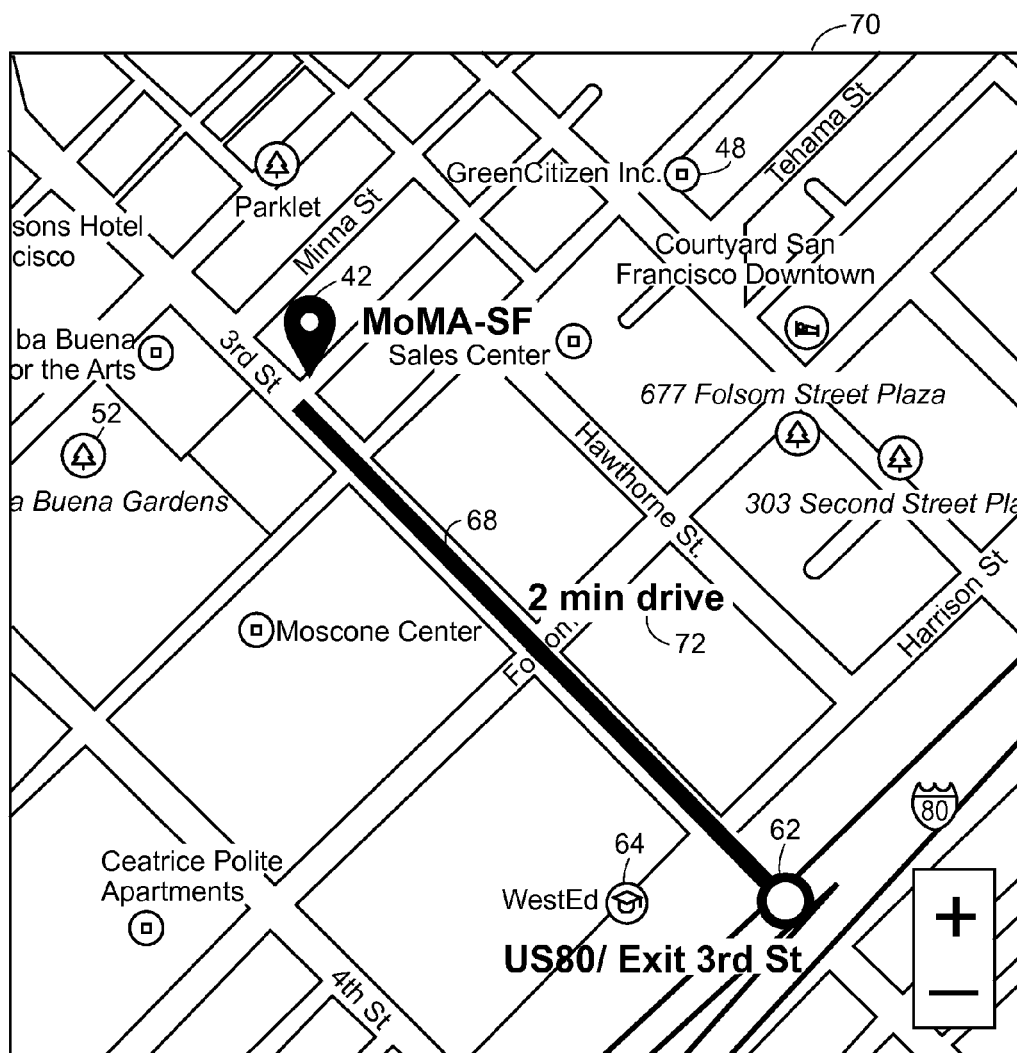 70
Tehama St
48
GreenCitizen Inc.
Parklet
Minna St
sons Hotel
cisco
Courtyard San
Francisco Downtown
42
MoMA-SF
Sales Center
3rd St
ba Buena
or the Arts
677 Folsom Street Plaza
52
a Buena Gardens
Hawthorne St.
303 Second Street Pla
68
2 min drive
72
Harrison St
Moscone Center
80
62
64
Ceatrice Polite
Apartments
WestEd
US80/ Exit 3rd St
4th St
+
−